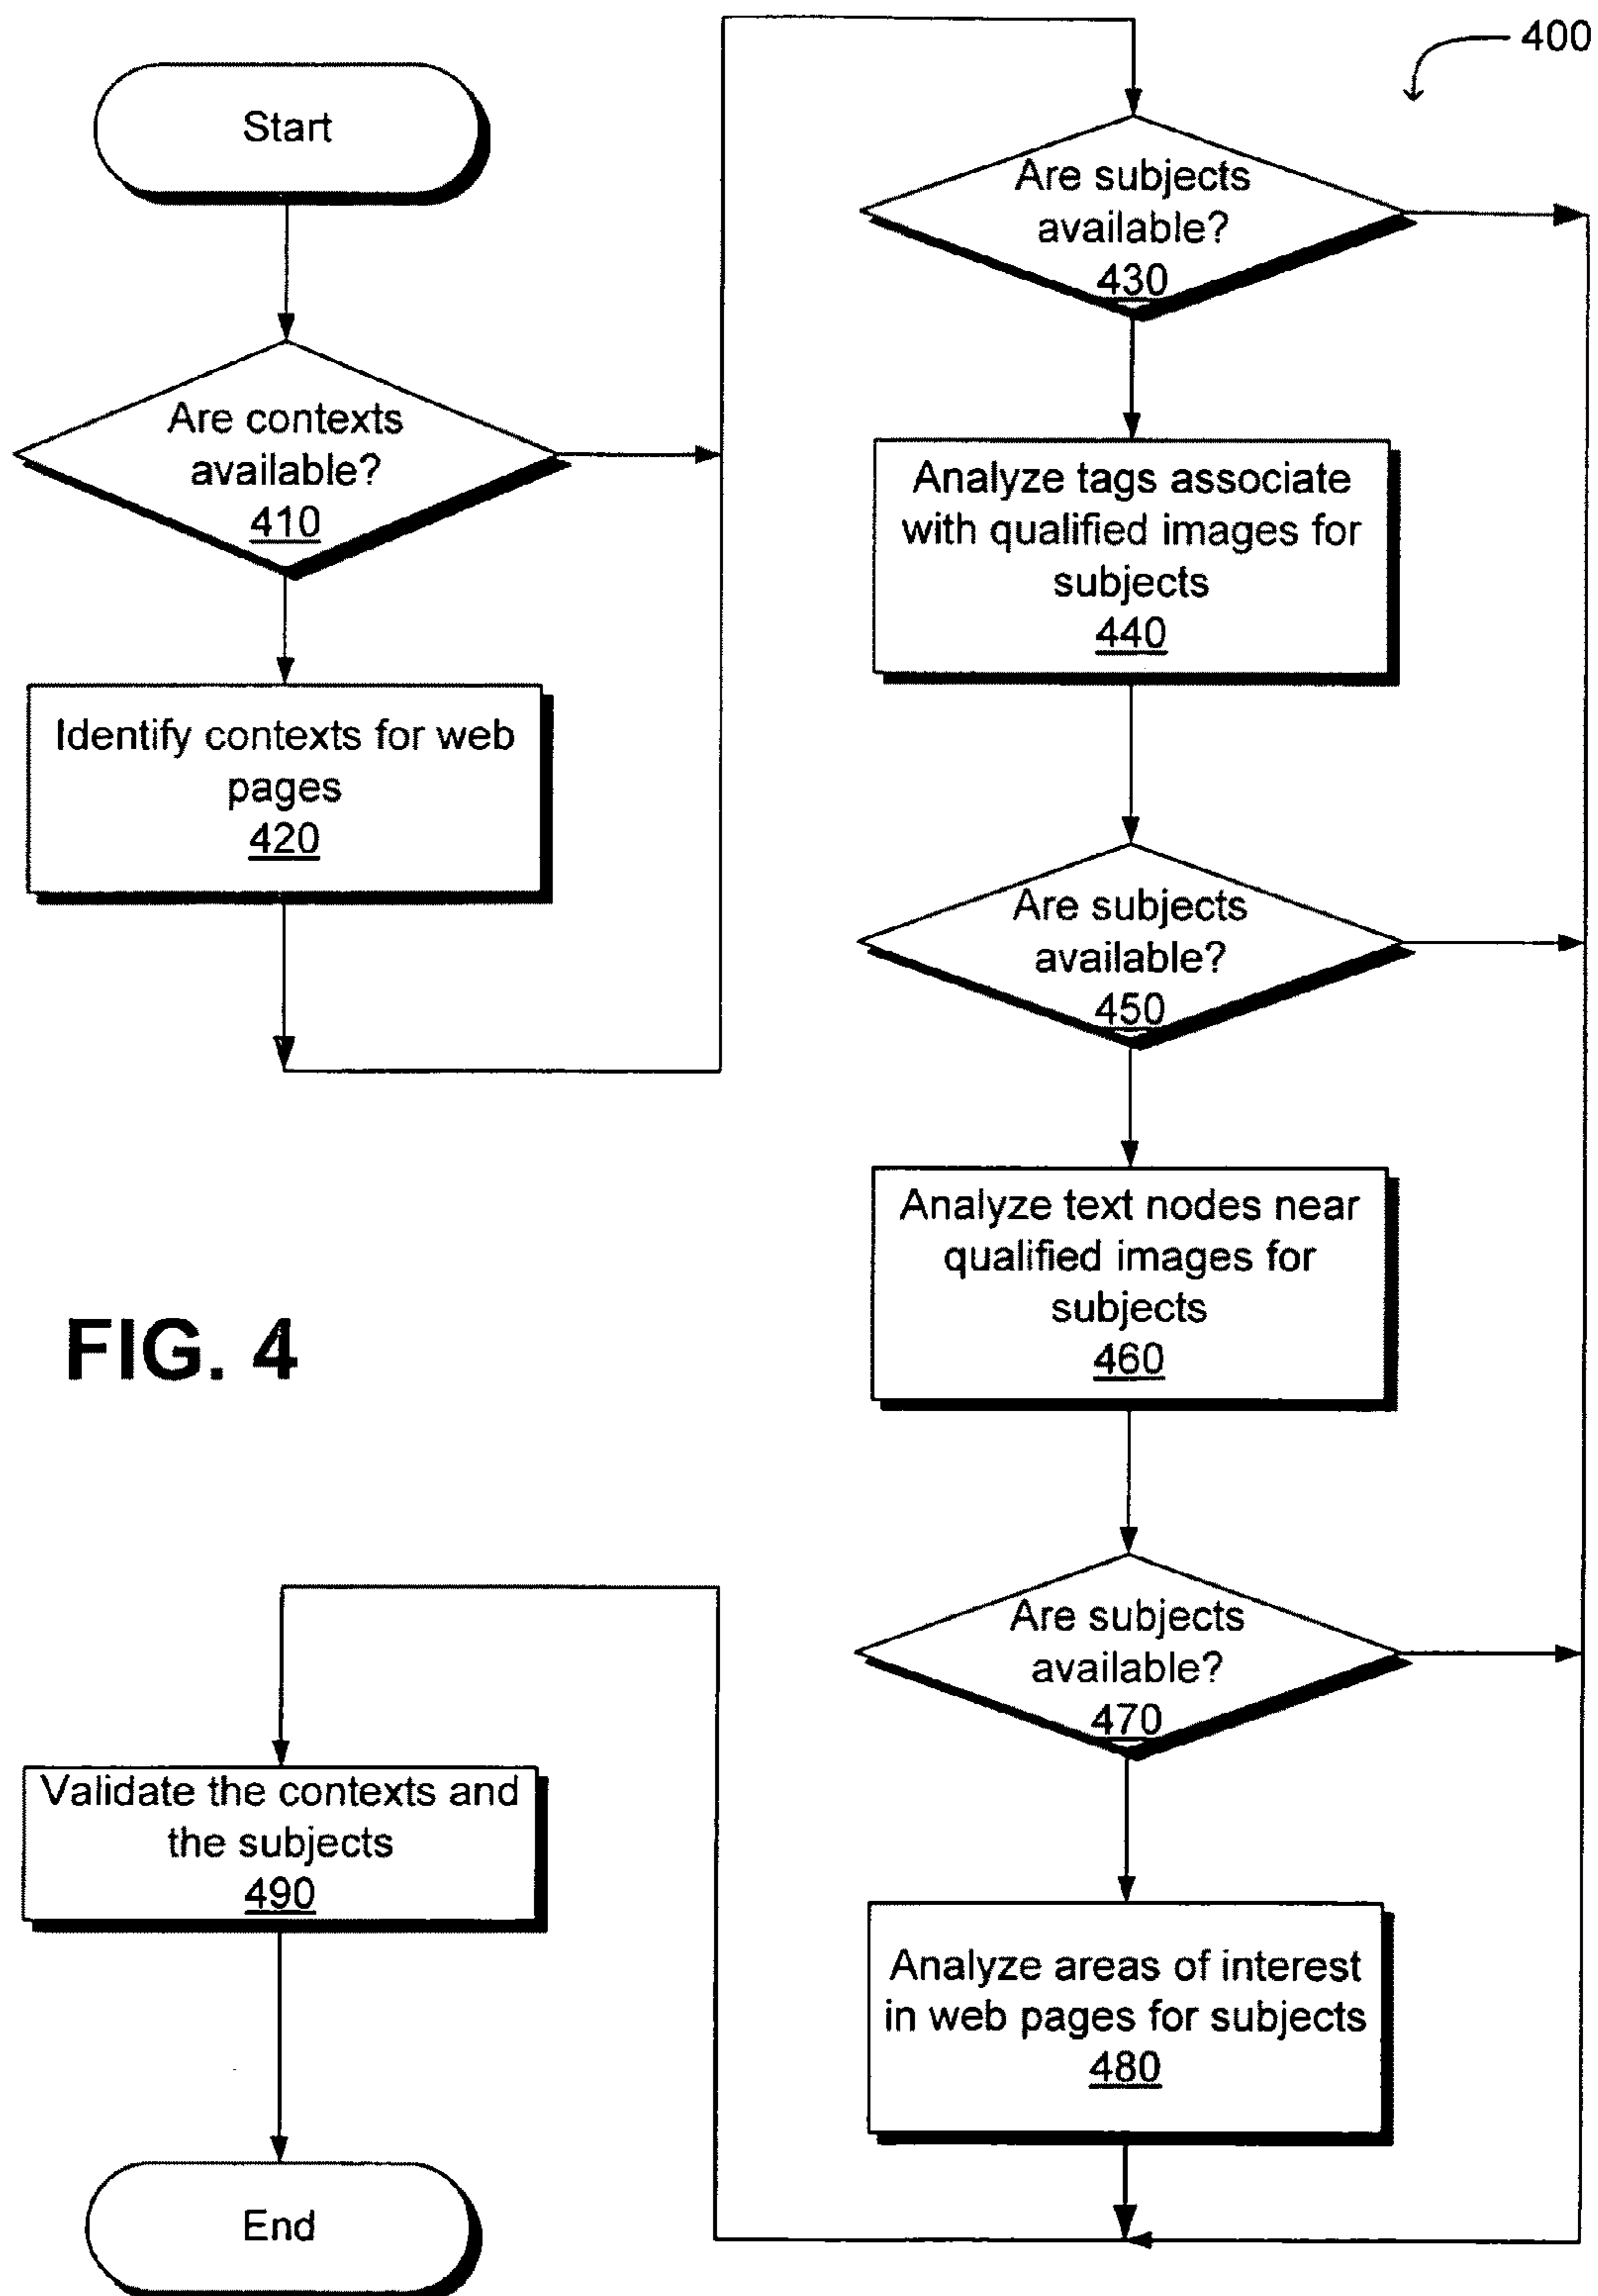 Start
Are contexts
available?
410
Identify contexts for web
pages
420
400
Are subjects
available?
430
Analyze tags associate
with qualified images for
subjects
440
Are subjects
available?
450
Analyze text nodes near
qualified images for
subjects
460
Are subjects
available?
470
Analyze areas of interest
in web pages for subjects
480
FIG. 4
Validate the contexts and
the subjects
490
End